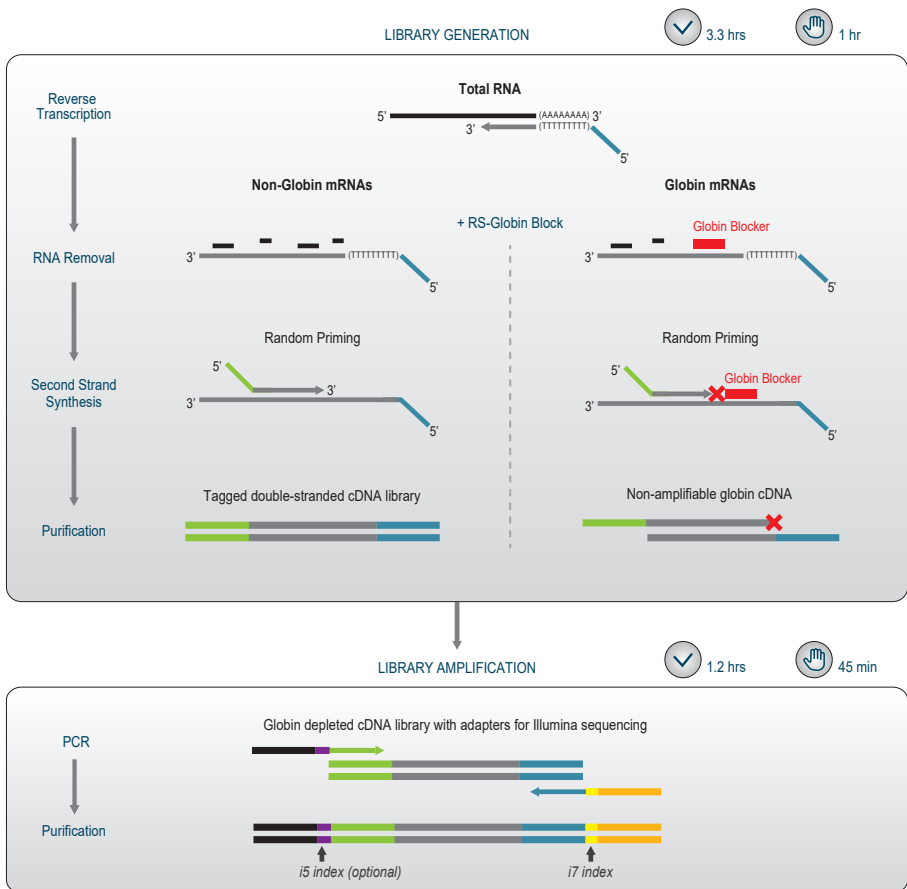 LIBRARY GENERATION
3.3 hrs
1 hr
Reverse
Transcription
Total RNA
5’
(AAAAAAAA) 3’
3’
(TTTTTTTTT)
5’
Non-Globin mRNAs
Globin mRNAs
+ RS-Globin Block
Globin Blocker
RNA Removal
3’
(TTTTTTTTT)
5’
3’
(TTTTTTTTT)
5’
Random Priming
Random Priming
5’
3’
5’
Globin Blocker
Second Strand
Synthesis
3’
5’
3’
5’
Tagged double-stranded cDNA library
Non-amplifiable globin cDNA
Purification
LIBRARY AMPLIFICATION
1.2 hrs
45 min
Globin depleted cDNA library with adapters for Illumina sequencing
PCR
Purification
i5 index (optional)
i7 index